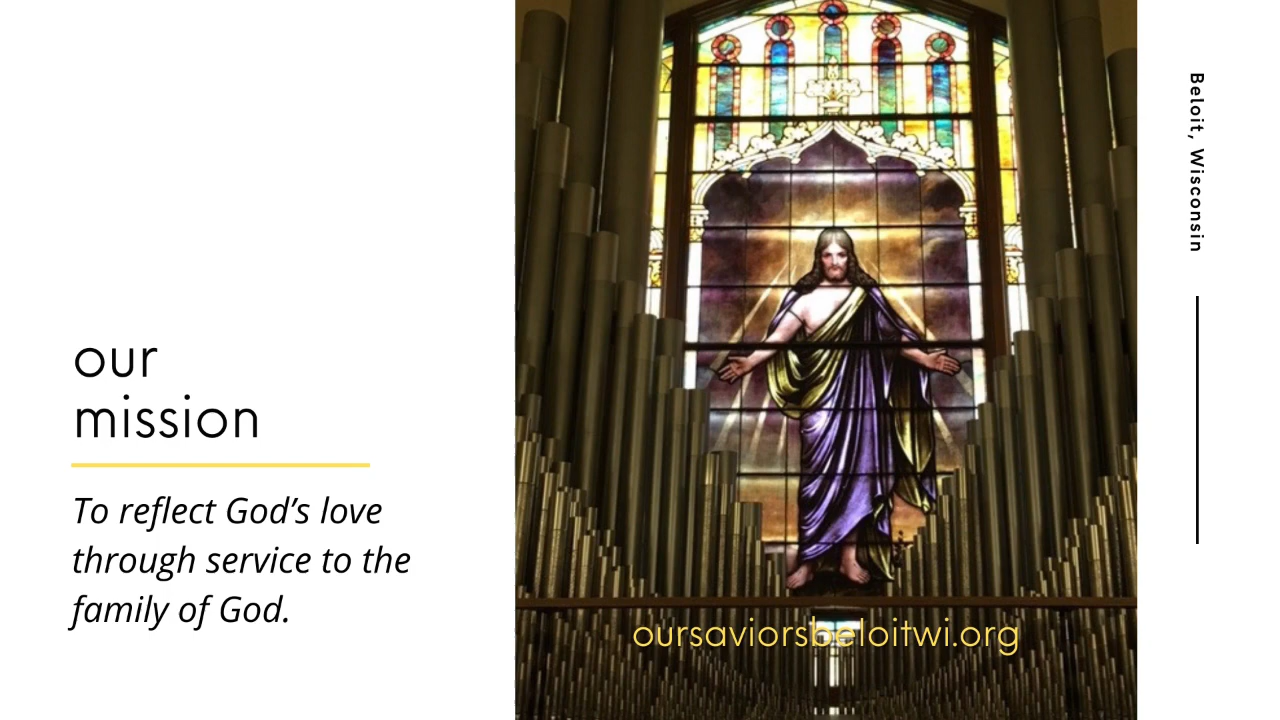 our
mission
To reflect God's love
through service to the
family of God.
oursaviorsbeloitwi.org
Beloit, Wisconsin